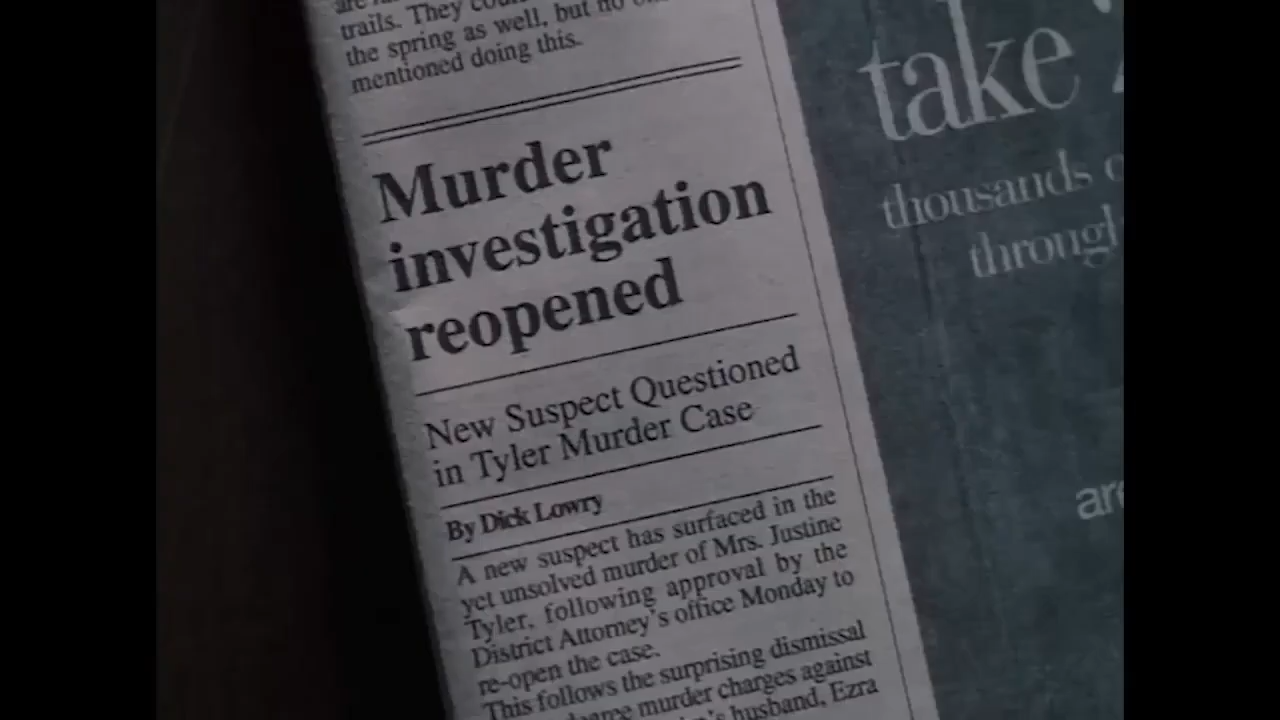 trails. They
the spring as well, but no
mentioned doing this.
Murder
investigation
reopened
New Suspect Questioned
in Tyler Murder Case
By Dick Lowry
A new suspect has surfaced in the
yet unsolved murder of Mrs. Justine
Tyler, following approval by the
District Attorney's office Monday to
re-open the case.
This follows the surprising dismissal
murder charges against
husband, Ezra
take
thousands
through
are